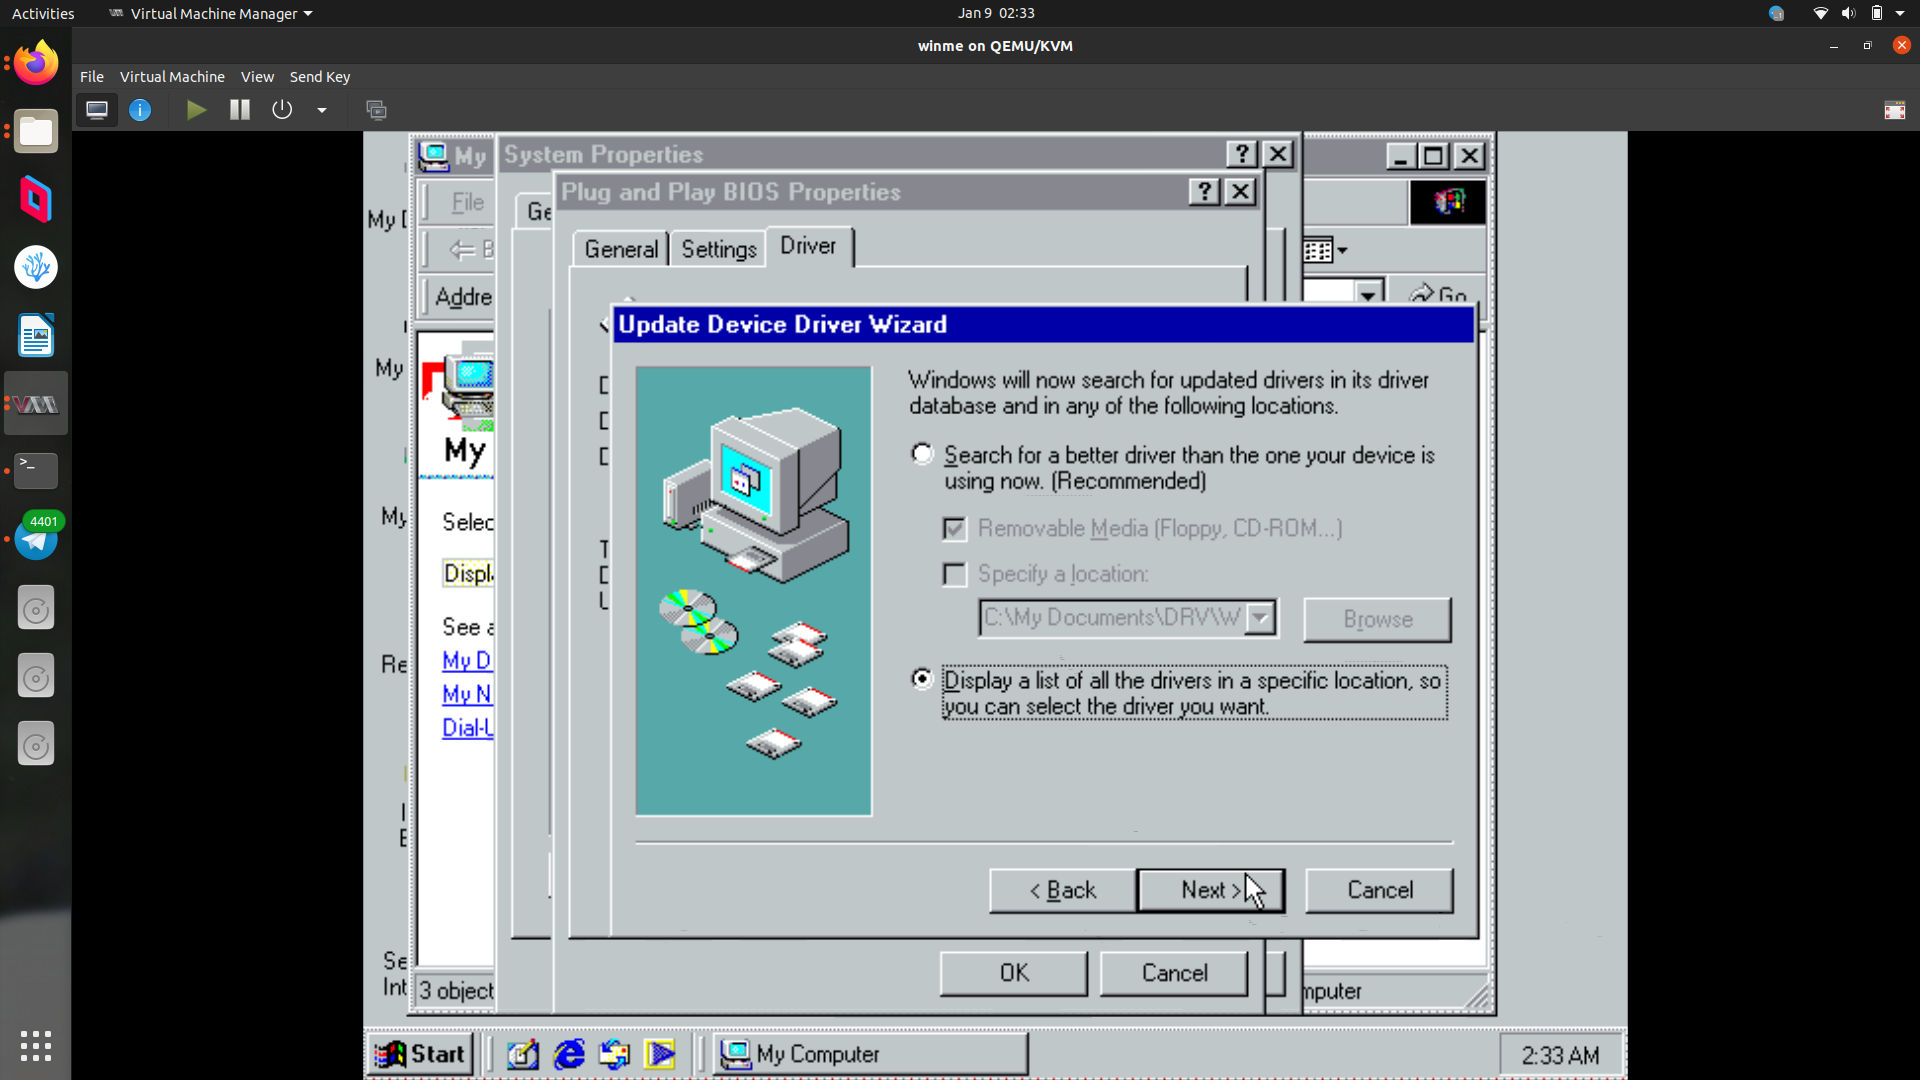 Activities
Virtual Machine Manager
Jan 9 02:33
winme on QEMU/KVM
File Virtual Machine View Send Key
My
System Properties
Plug and Play BIOS Properties
File
General Settings Driver
Addre
Go
Update Device Driver Wizard
Windows will now search for updated drivers in its driver
database and in any of the following locations.
Search for a better driver than the one your device is
using now. (Recommended)
Removable Media (Floppy, CD-ROM...)
Specify a location:
C:\My Documents\DRV\W
Browse
Display a list of all the drivers in a specific location, so
you can select the driver you want.
< Back Next > Cancel
OK Cancel
My
My
My
My
Selec
Displ
See a
My D
My N
Dial-U
Re
Se
Int
3 object
mputer
4401
Start
My Computer
2:33 AM